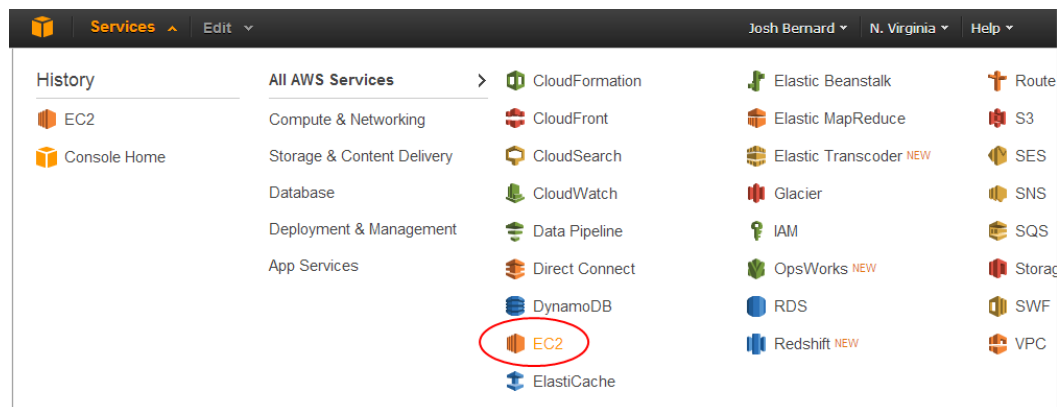 Services Edit Josh Bernard N. Virginia Help
History
EC2
Console Home
All AWS Services
Compute & Networking
Storage & Content Delivery
Database
Deployment & Management
App Services
CloudFormation
CloudFront
CloudSearch
CloudWatch
Data Pipeline
Direct Connect
DynamoDB
EC2
ElastiCache
Elastic Beanstalk
Elastic MapReduce
Elastic Transcoder NEW
Glacier
IAM
OpsWorks NEW
RDS
Redshift NEW
Route
S3
SES
SNS
SQS
Storag
SWF
VPC